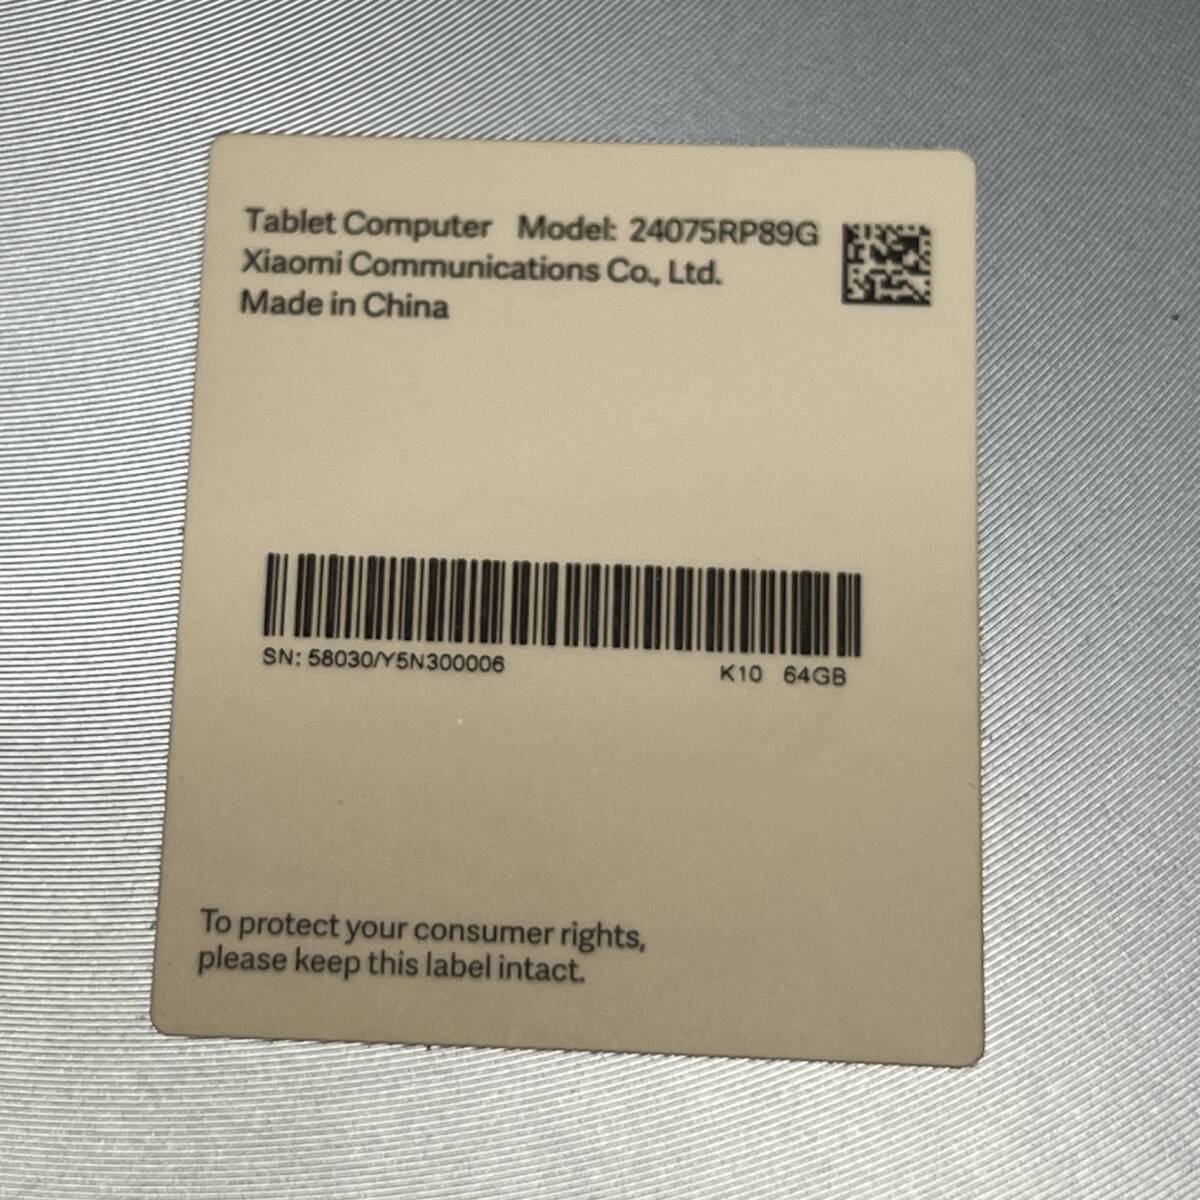 Tablet Computer Model: 24075RP89G
Xiaomi Communications Co., Ltd.
Made in China
SN: 58030/Y5N300006
K10 64GB
To protect your consumer rights,
please keep this label intact.